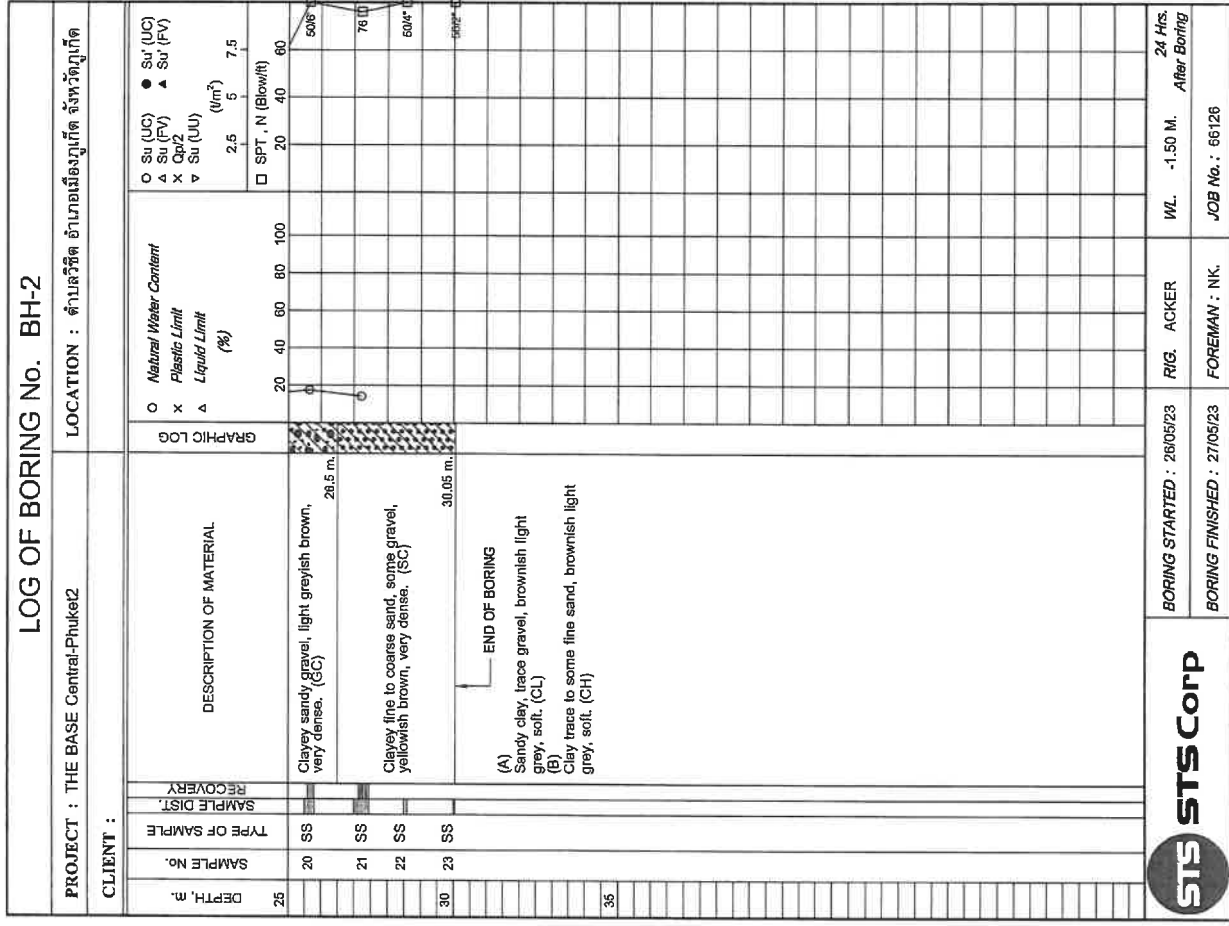 LOG OF BORING No. BH-2
PROJECT : THE BASE Central-Phuket2
LOCATION : ตำบลวิชิต อำเภอเมืองภูเก็ต จังหวัดภูเก็ต
CLIENT :
DEPTH, m.
SAMPLE No.
TYPE OF SAMPLE
SAMPLE DIST.
RECOVERY
DESCRIPTION OF MATERIAL
GRAPHIC LOG
○ Natural Water Content
× Plastic Limit
△ Liquid Limit
(%)
20 40 60 80 100
○ Su (UC) ● Su' (UC)
△ Su (FV) ▲ Su' (FV)
× Qp/2
▽ Su (UU)
(t/m²)
2.5 5 7.5
□ SPT , N (Blow/ft)
20 40 60
25
20 SS
Clayey sandy gravel, light greyish brown,
very dense. (GC)
26.5 m.
50/6"
21 SS
76
Clayey fine to coarse sand, some gravel,
yellowish brown, very dense. (SC)
22 SS
50/4"
30
23 SS
30.05 m.
50/2"
END OF BORING
(A)
Sandy clay, trace gravel, brownish light
grey, soft. (CL)
(B)
Clay trace to some fine sand, brownish light
grey, soft. (CH)
35
STS STS Corp
BORING STARTED : 26/05/23
RIG. ACKER
WL. -1.50 M.
24 Hrs.
After Boring
BORING FINISHED : 27/05/23
FOREMAN : NK.
JOB No. : 66126